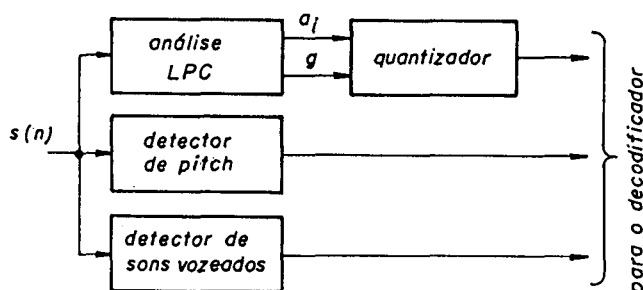 análise
LPC
a_i
g
quantizador
s(n)
detector
de pitch
detector de
sons vozeados
para o decodificador